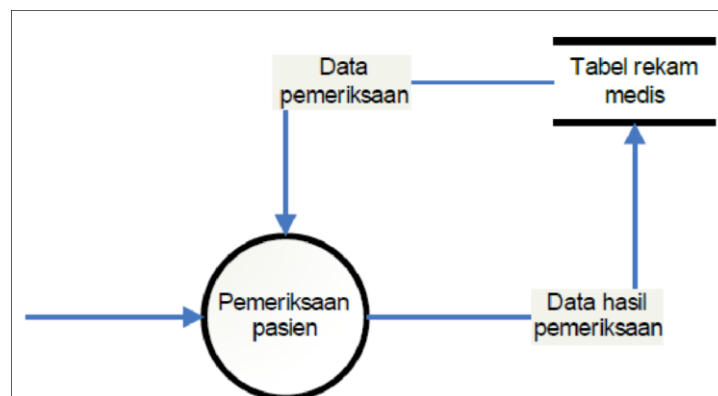 Data
pemeriksaan
Tabel rekam
medis
Pemeriksaan
pasien
Data hasil
pemeriksaan